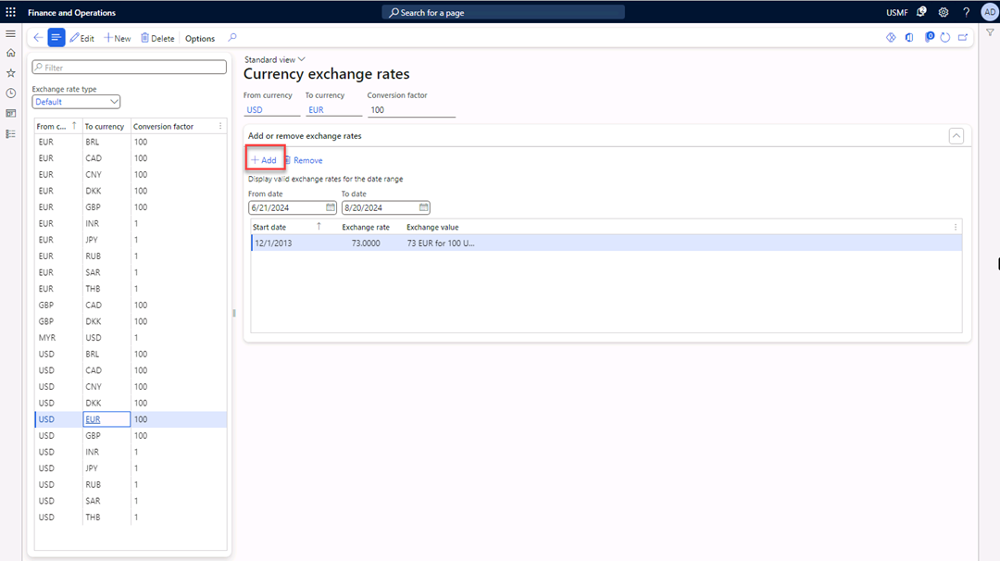 Finance and Operations
Search for a page
USMF
2
?
AD
Edit
New
Delete
Options
0
Filter
Exchange rate type
Default
From c... To currency Conversion factor
EUR BRL 100
EUR CAD 100
EUR CNY 100
EUR DKK 100
EUR GBP 100
EUR INR 1
EUR JPY 1
EUR RUB 1
EUR SAR 1
EUR THB 1
GBP CAD 100
GBP DKK 100
MYR USD 1
USD BRL 100
USD CAD 100
USD CNY 100
USD DKK 100
USD EUR 100
USD GBP 100
USD INR 1
USD JPY 1
USD RUB 1
USD SAR 1
USD THB 1
Standard view
Currency exchange rates
From currency To currency Conversion factor
USD EUR 100
Add or remove exchange rates
+ Add Remove
Display valid exchange rates for the date range
From date To date
6/21/2024 8/20/2024
Start date Exchange rate Exchange value
12/1/2013 73.0000 73 EUR for 100 U...